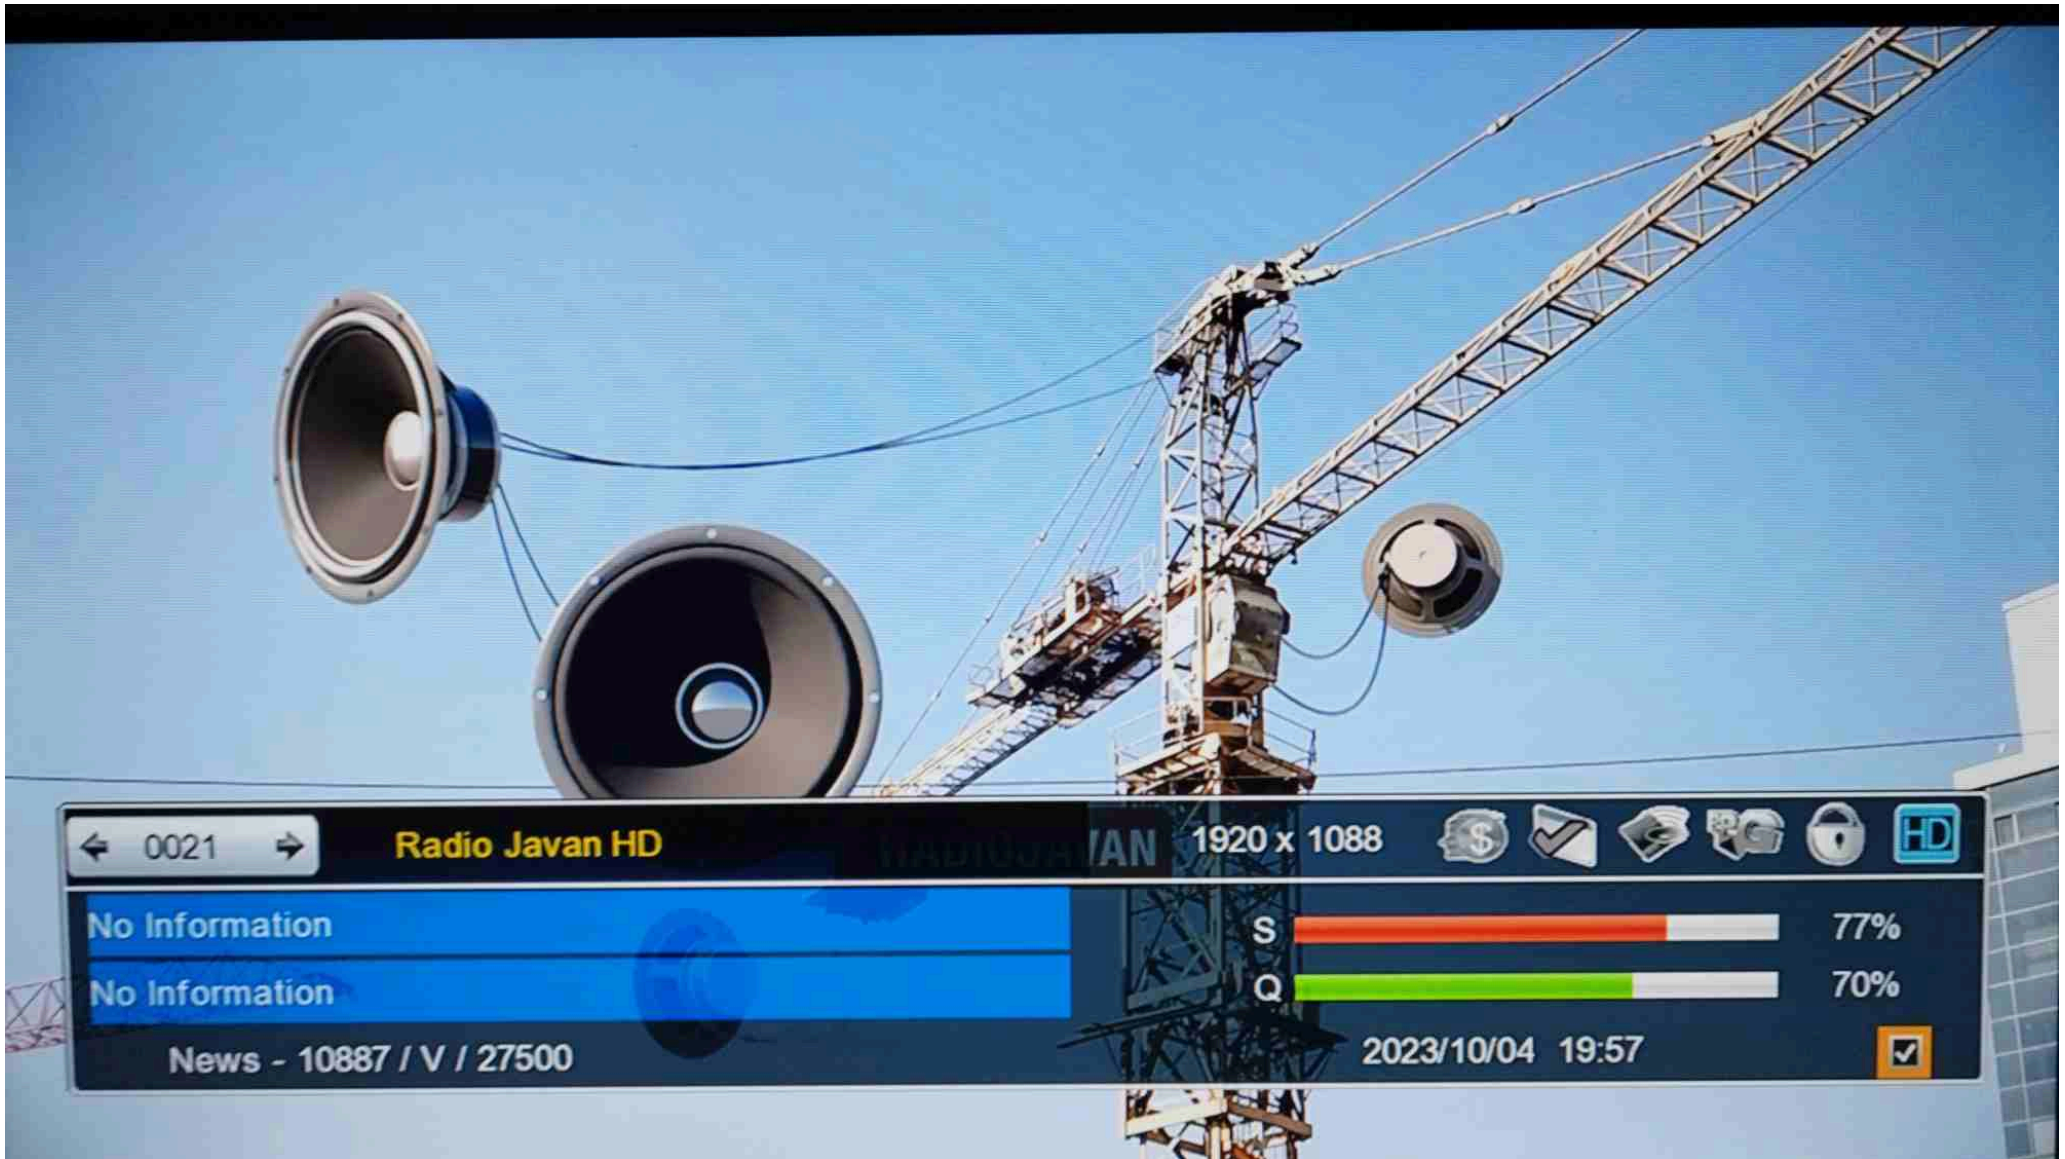 0021
Radio Javan HD
RADIOJAVAN
1920 x 1088
$
HD
No Information
S
77%
No Information
Q
70%
News - 10887 / V / 27500
2023/10/04 19:57